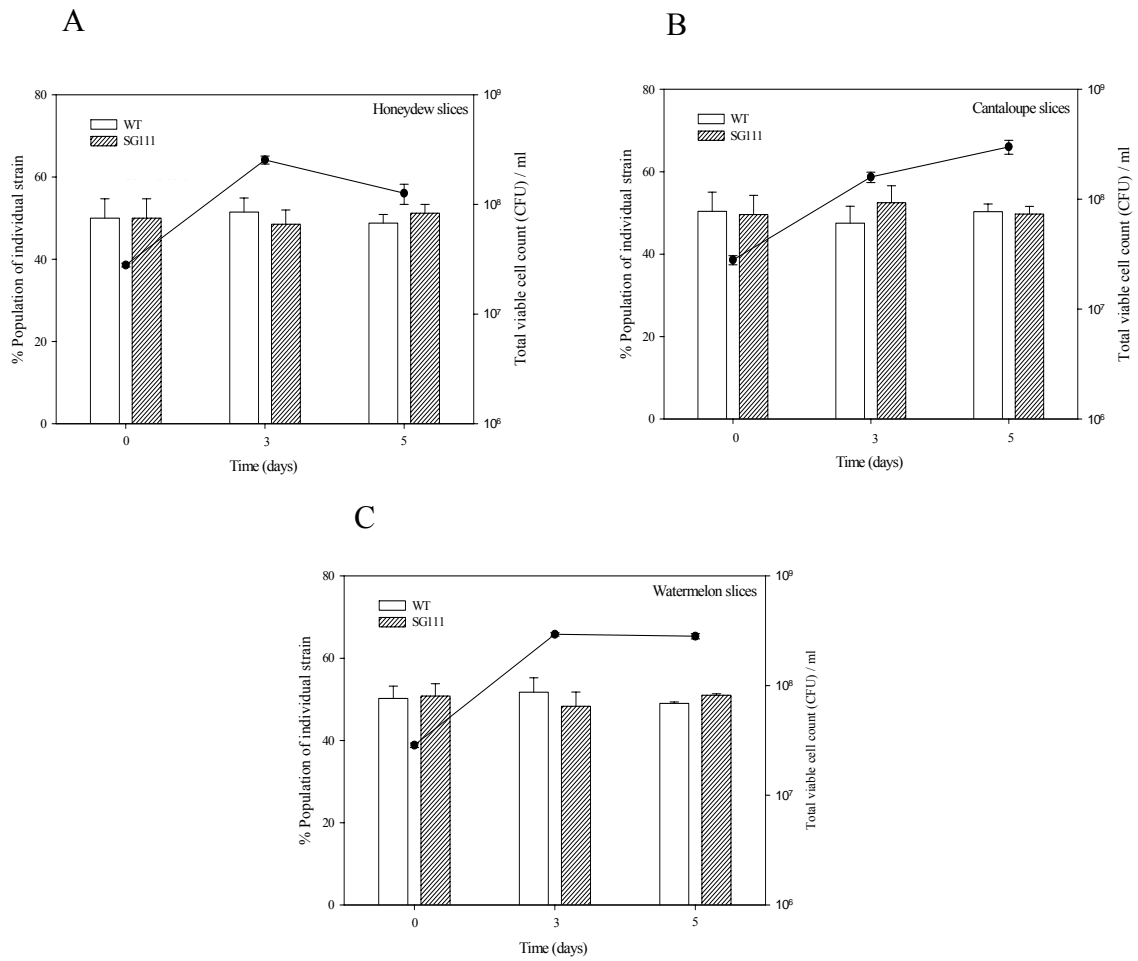 A
Honeydew slices
WT
SG111
80
60
40
20
0
10⁹
10⁸
10⁷
10⁶
0 3 5
% Population of individual strain
Total viable cell count (CFU) / ml
Time (days)
B
Cantaloupe slices
WT
SG111
80
60
40
20
0
10⁹
10⁸
10⁷
10⁶
0 3 5
% Population of individual strain
Total viable cell count (CFU) / ml
Time (days)
C
Watermelon slices
WT
SG111
80
60
40
20
0
10⁹
10⁸
10⁷
10⁶
0 3 5
% Population of individual strain
Total viable cell count (CFU) / ml
Time (days)